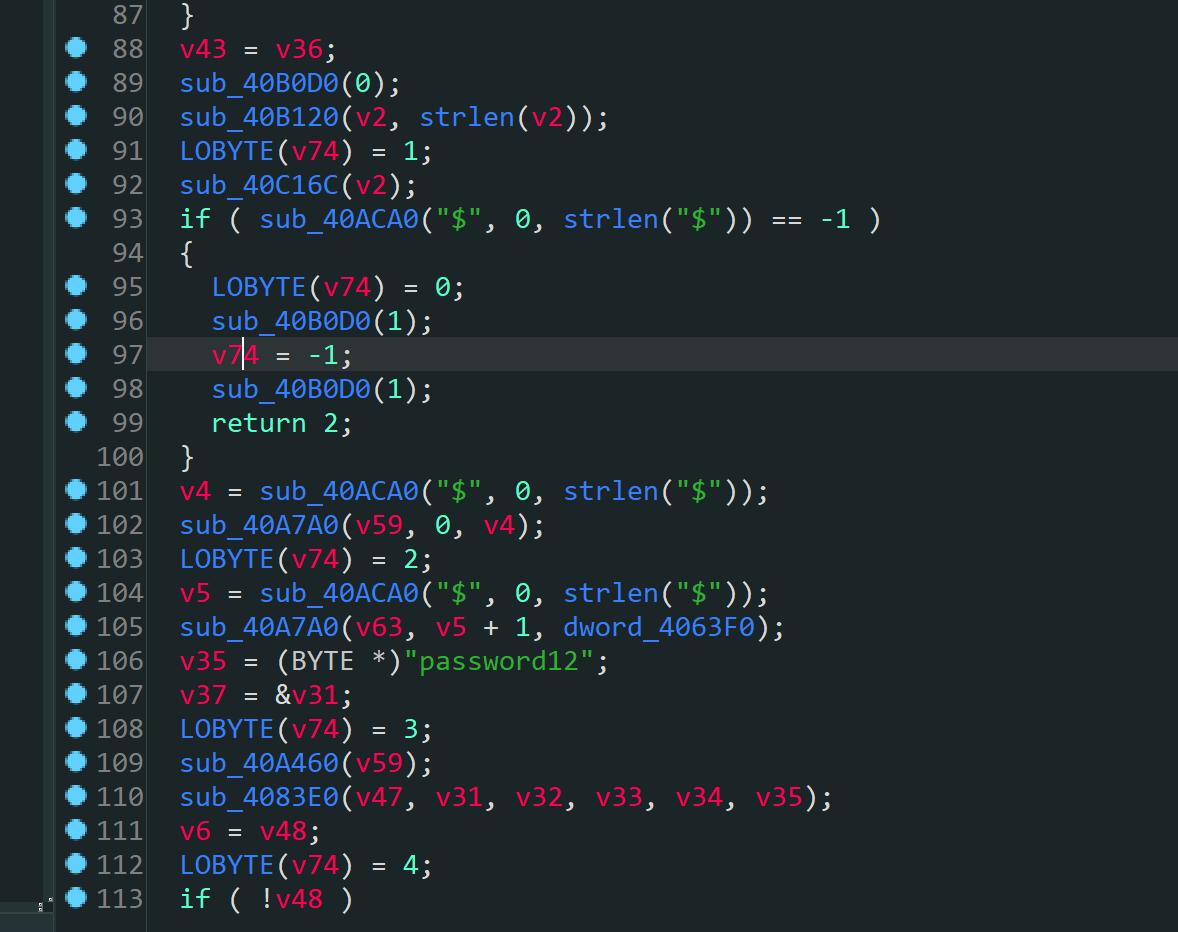 87 }
88 v43 = v36;
89 sub_40B0D0(0);
90 sub_40B120(v2, strlen(v2));
91 LOBYTE(v74) = 1;
92 sub_40C16C(v2);
93 if ( sub_40ACA0("$", 0, strlen("$")) == -1 )
94 {
95 LOBYTE(v74) = 0;
96 sub_40B0D0(1);
97 v74 = -1;
98 sub_40B0D0(1);
99 return 2;
100 }
101 v4 = sub_40ACA0("$", 0, strlen("$"));
102 sub_40A7A0(v59, 0, v4);
103 LOBYTE(v74) = 2;
104 v5 = sub_40ACA0("$", 0, strlen("$"));
105 sub_40A7A0(v63, v5 + 1, dword_4063F0);
106 v35 = (BYTE *)"password12";
107 v37 = &v31;
108 LOBYTE(v74) = 3;
109 sub_40A460(v59);
110 sub_4083E0(v47, v31, v32, v33, v34, v35);
111 v6 = v48;
112 LOBYTE(v74) = 4;
113 if ( !v48 )